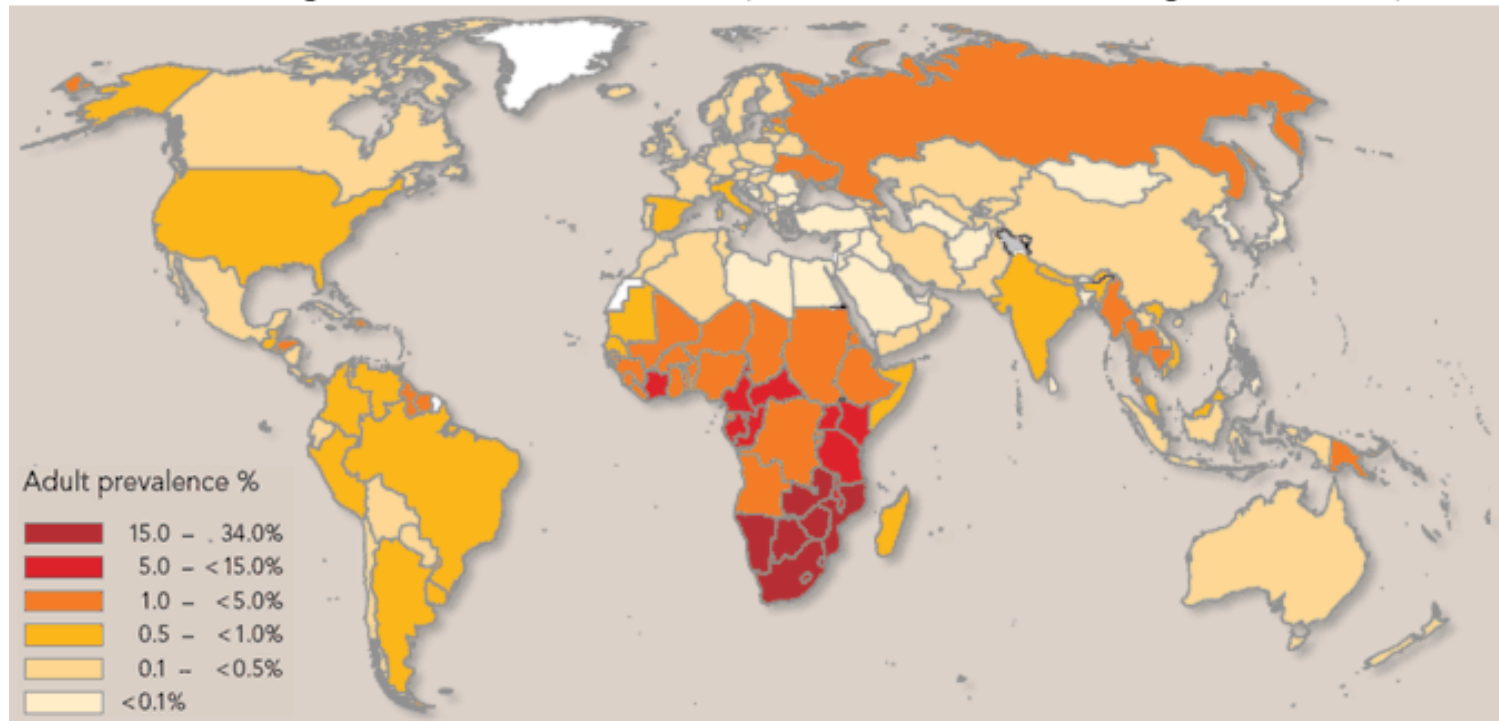 Adult prevalence %
15.0 – . 34.0%
5.0 – <15.0%
1.0 – <5.0%
0.5 – <1.0%
0.1 – <0.5%
<0.1%